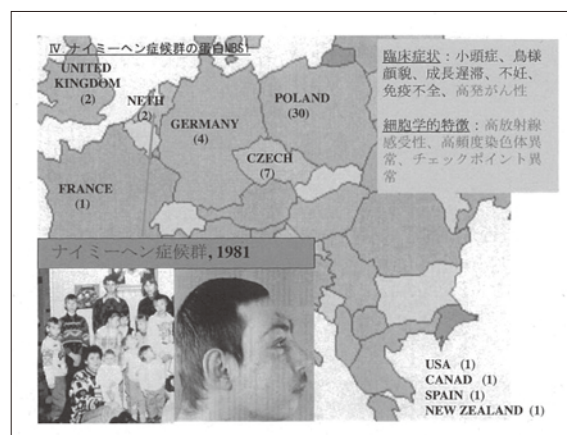 IV ナイミーヘン症候群の蛋白NBS1
UNITED
KINGDOM
(2)
NETH
(2)
GERMANY
(4)
POLAND
(30)
CZECH
(7)
FRANCE
(1)
臨床症状：小頭症、鳥様
顔貌、成長遅滞、不妊、
免疫不全、高発がん性
細胞学的特徴：高放射線
感受性、高頻度染色体異
常、チェックポイント異
常
ナイミーヘン症候群, 1981
USA (1)
CANAD (1)
SPAIN (1)
NEW ZEALAND (1)